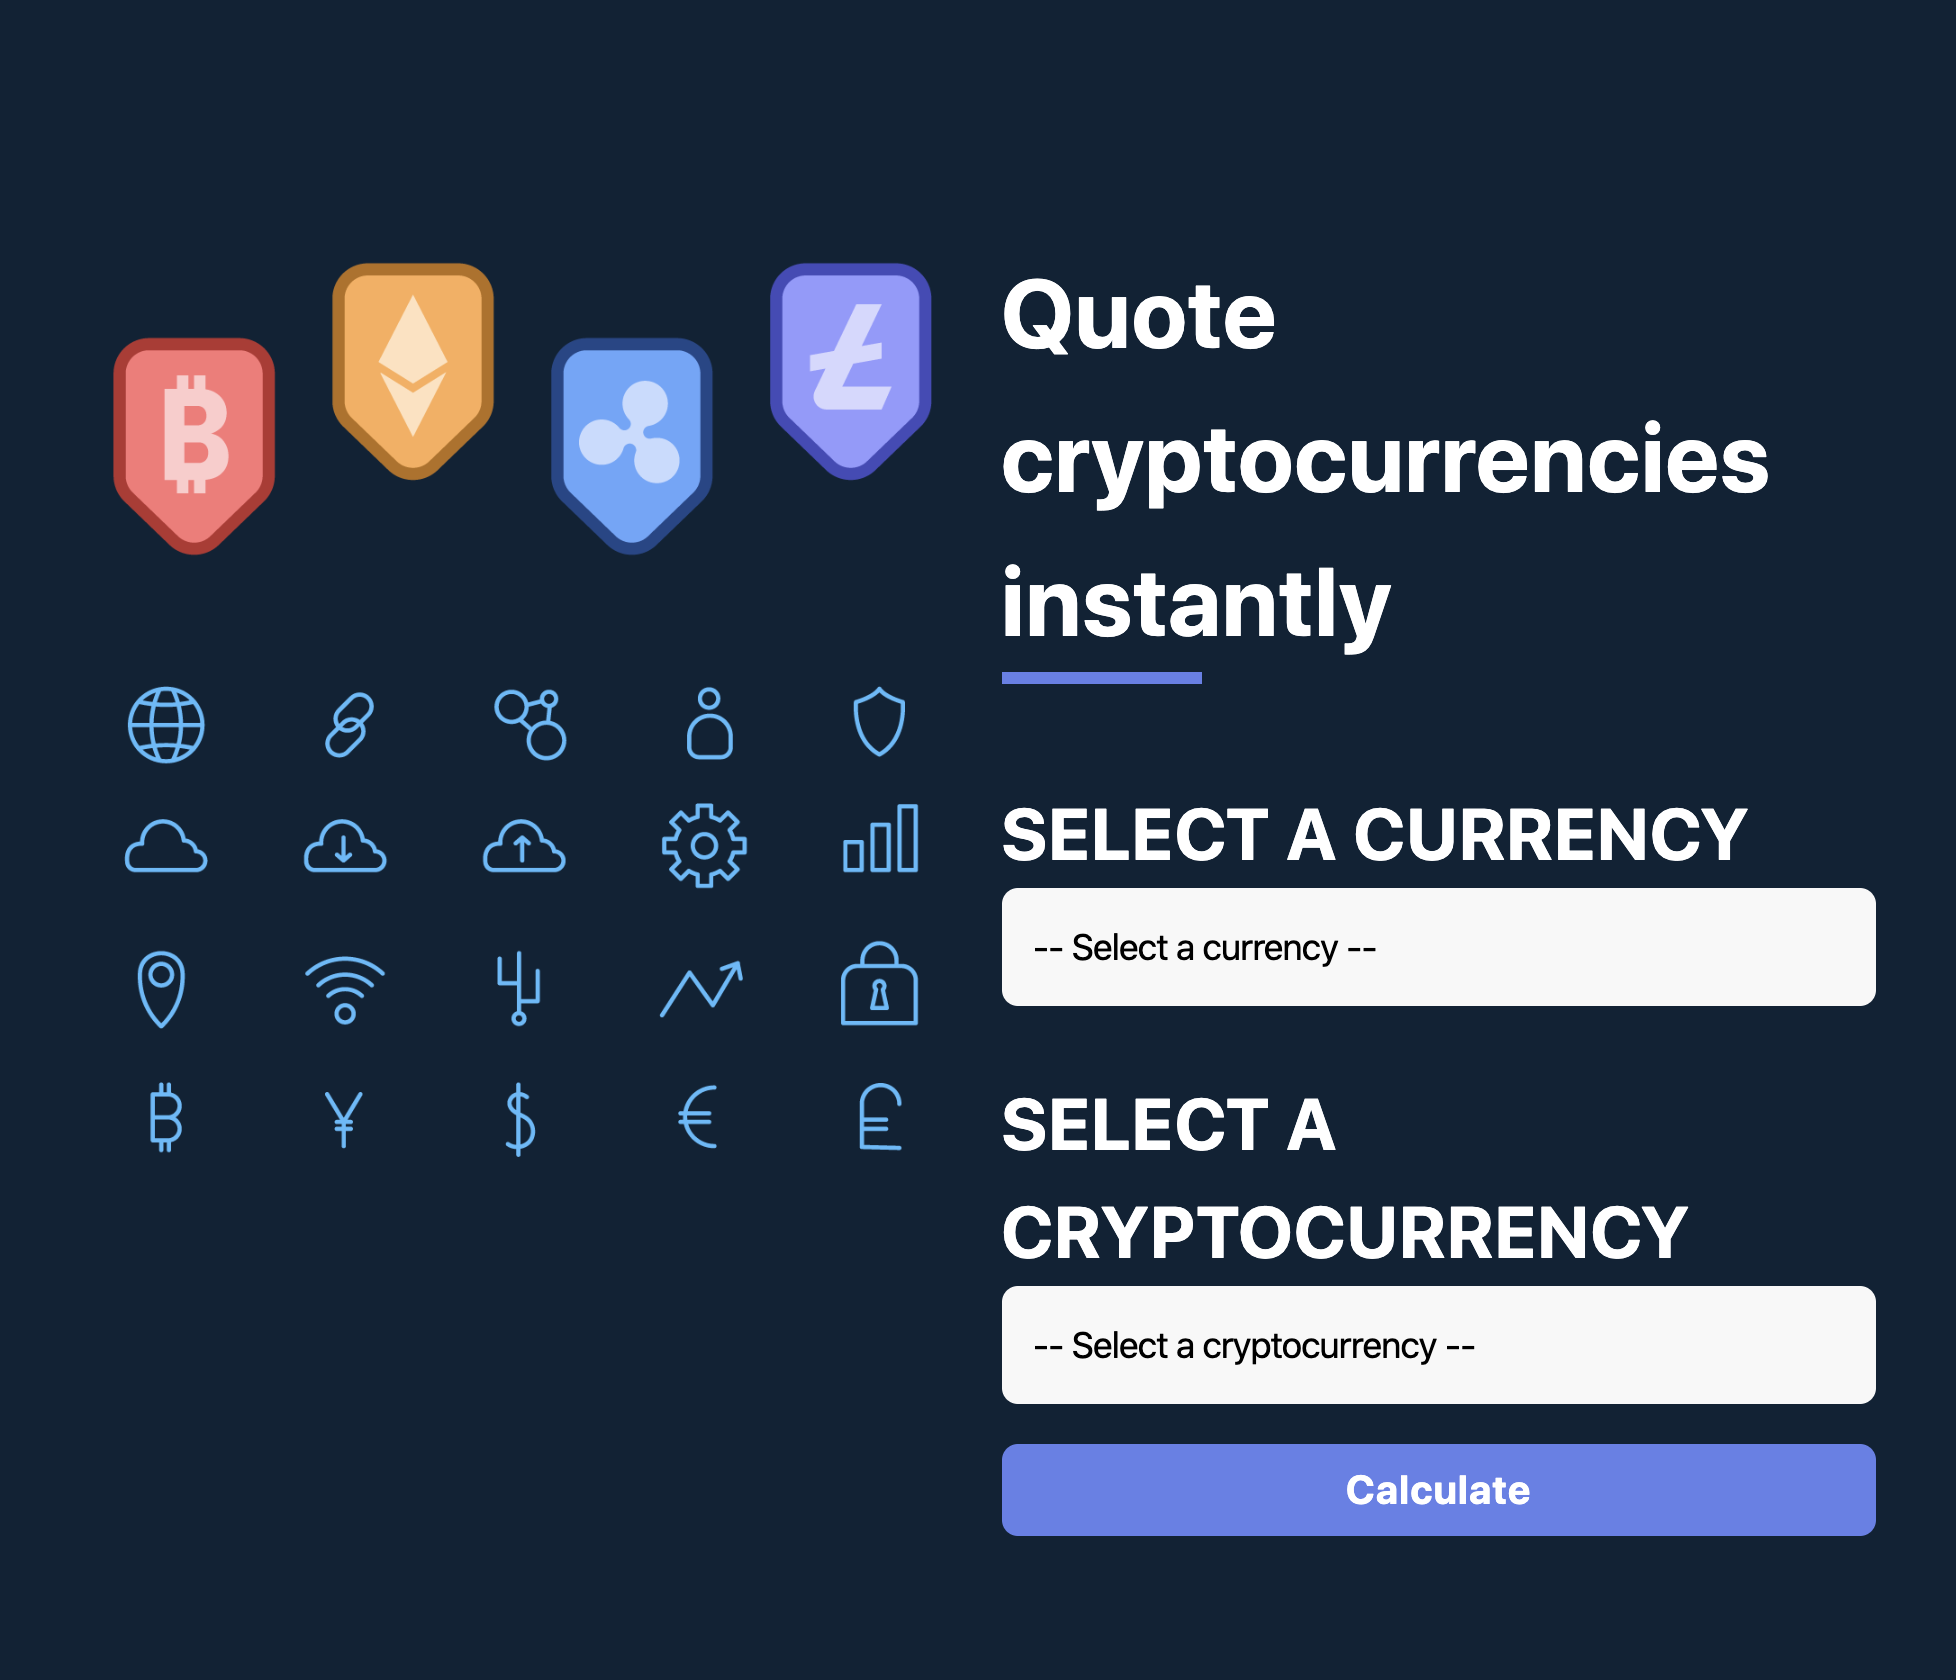 Quote
cryptocurrencies
instantly
SELECT A CURRENCY
-- Select a currency --
SELECT A
CRYPTOCURRENCY
-- Select a cryptocurrency --
Calculate